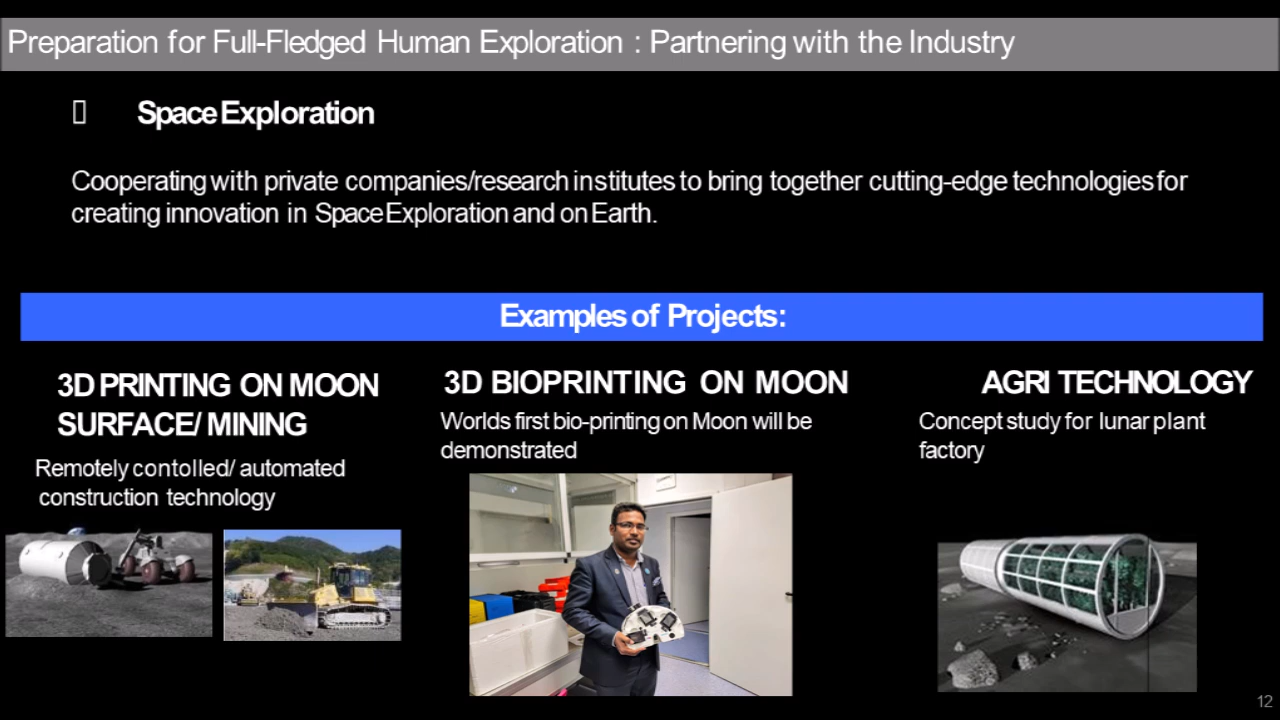 Preparation for Full-Fledged Human Exploration : Partnering with the Industry
Space Exploration
Cooperating with private companies/research institutes to bring together cutting-edge technologies for
creating innovation in Space Exploration and on Earth.
Examples of Projects:
3D PRINTING ON MOON
SURFACE/ MINING
Remotely contolled/ automated
construction technology
3D BIOPRINTING ON MOON
Worlds first bio-printing on Moon will be
demonstrated
AGRI TECHNOLOGY
Concept study for lunar plant
factory
12